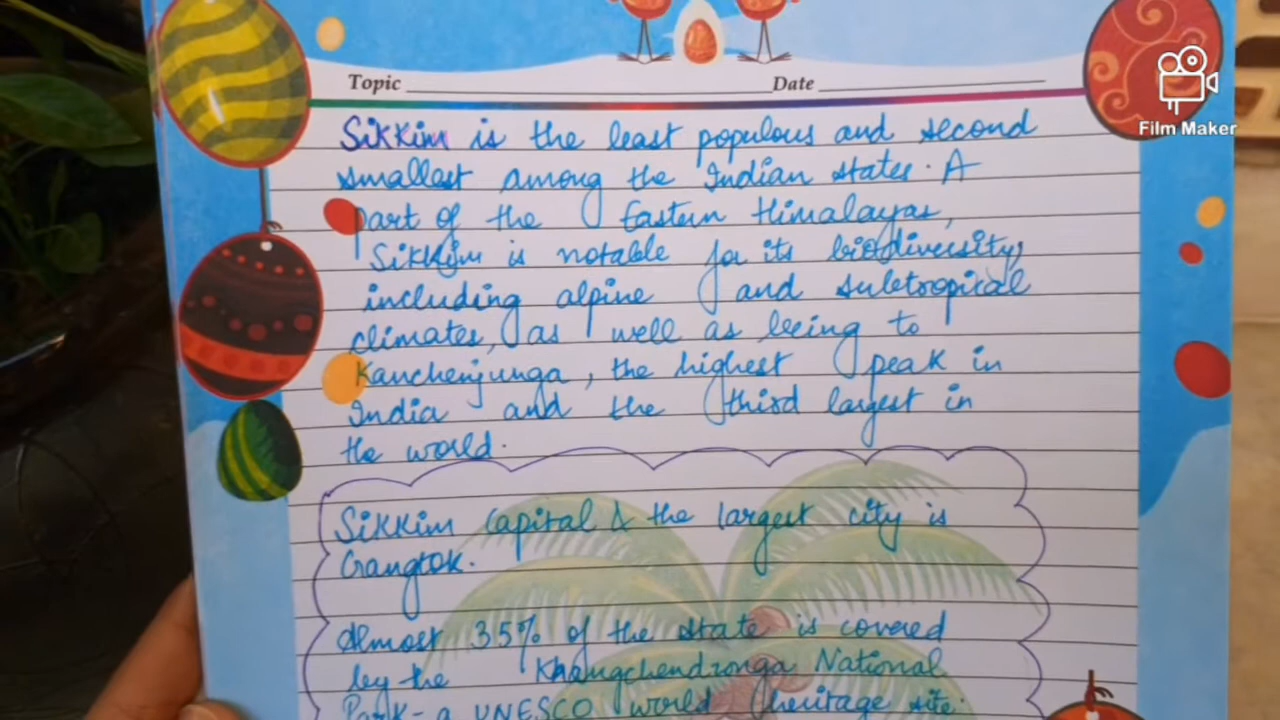 Topic Date
Film Maker
Sikkim is the least populous and second
smallest among the Indian states. A
part of the Eastern Himalayas,
Sikkim is notable for its biodiversity,
including alpine and subtropical
climates, as well as being to
Kanchenjunga, the highest peak in
India and the third largest in
the world.
Sikkim Capital & the largest city is
Gangtok.
Almost 35% of the state is covered
by the Khangchendzonga National
Park - a UNESCO world heritage site.